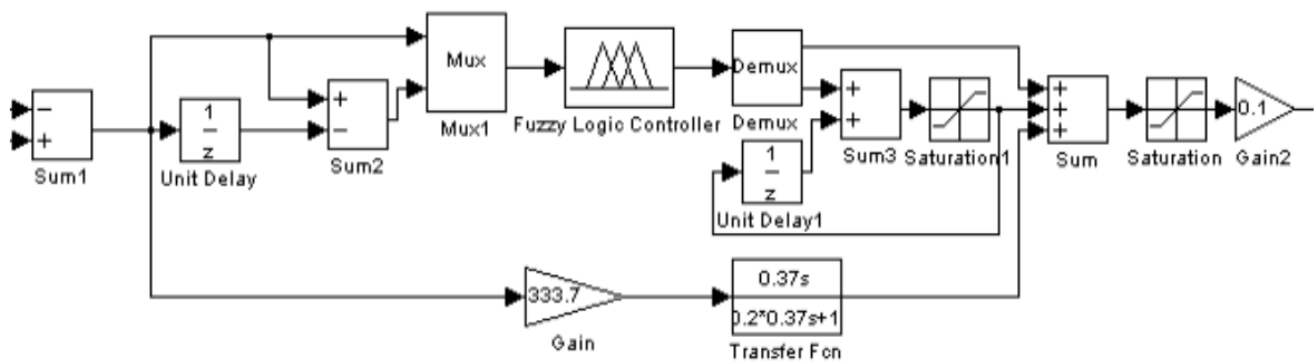 −
+
Sum1
1
z
Unit Delay
+
−
Sum2
Mux
Mux1
Fuzzy Logic Controller
Demux
Demux
+
+
Sum3
1
z
Unit Delay1
Saturation1
+
+
+
Sum
Saturation
0.1
Gain2
333.7
Gain
0.37s
0.2*0.37s+1
Transfer Fcn